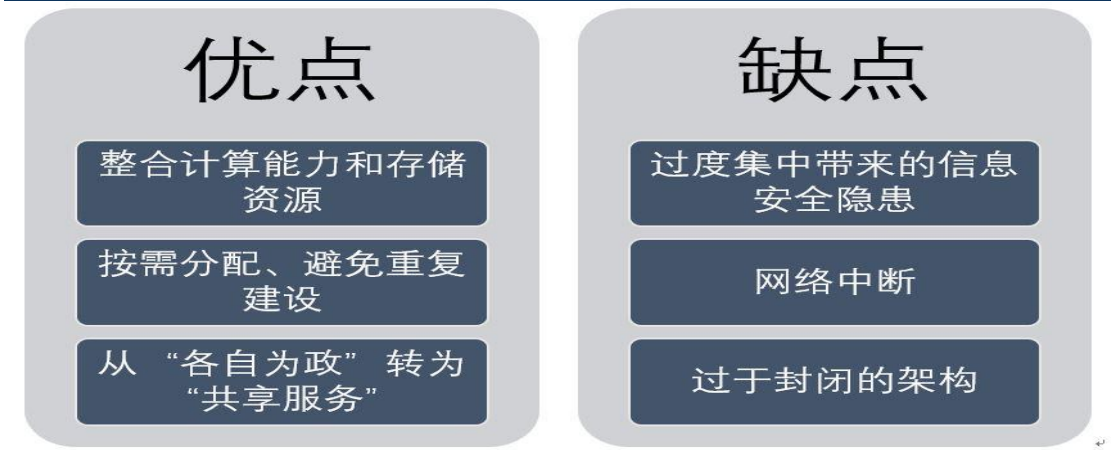 优点
整合计算能力和存储
资源
按需分配、避免重复
建设
从 “各自为政” 转为
“共享服务”
缺点
过度集中带来的信息
安全隐患
网络中断
过于封闭的架构